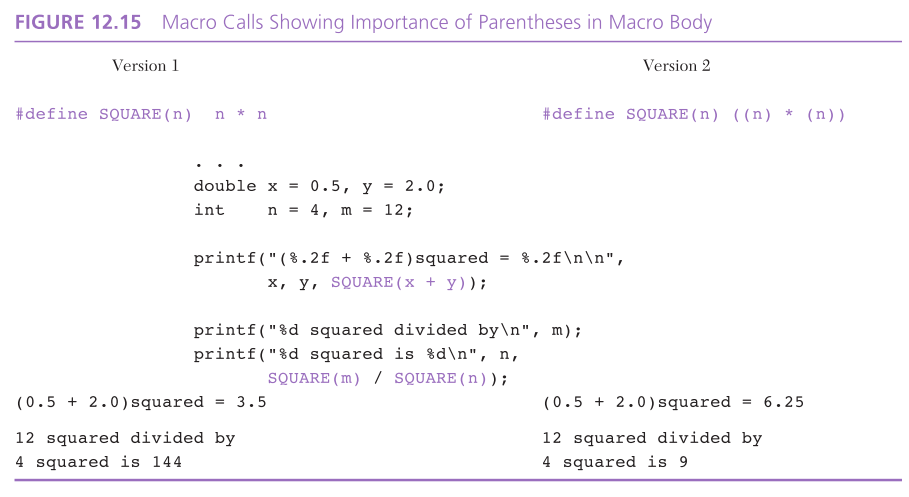 FIGURE 12.15 Macro Calls Showing Importance of Parentheses in Macro Body
Version 1 Version 2
#define SQUARE(n)  n * n #define SQUARE(n) ((n) * (n))
. . .
double x = 0.5, y = 2.0;
int    n = 4, m = 12;
printf("(%.2f + %.2f)squared = %.2f\n\n",
x, y, SQUARE(x + y));
printf("%d squared divided by\n", m);
printf("%d squared is %d\n", n,
SQUARE(m) / SQUARE(n));
(0.5 + 2.0)squared = 3.5 (0.5 + 2.0)squared = 6.25
12 squared divided by 12 squared divided by
4 squared is 144 4 squared is 9